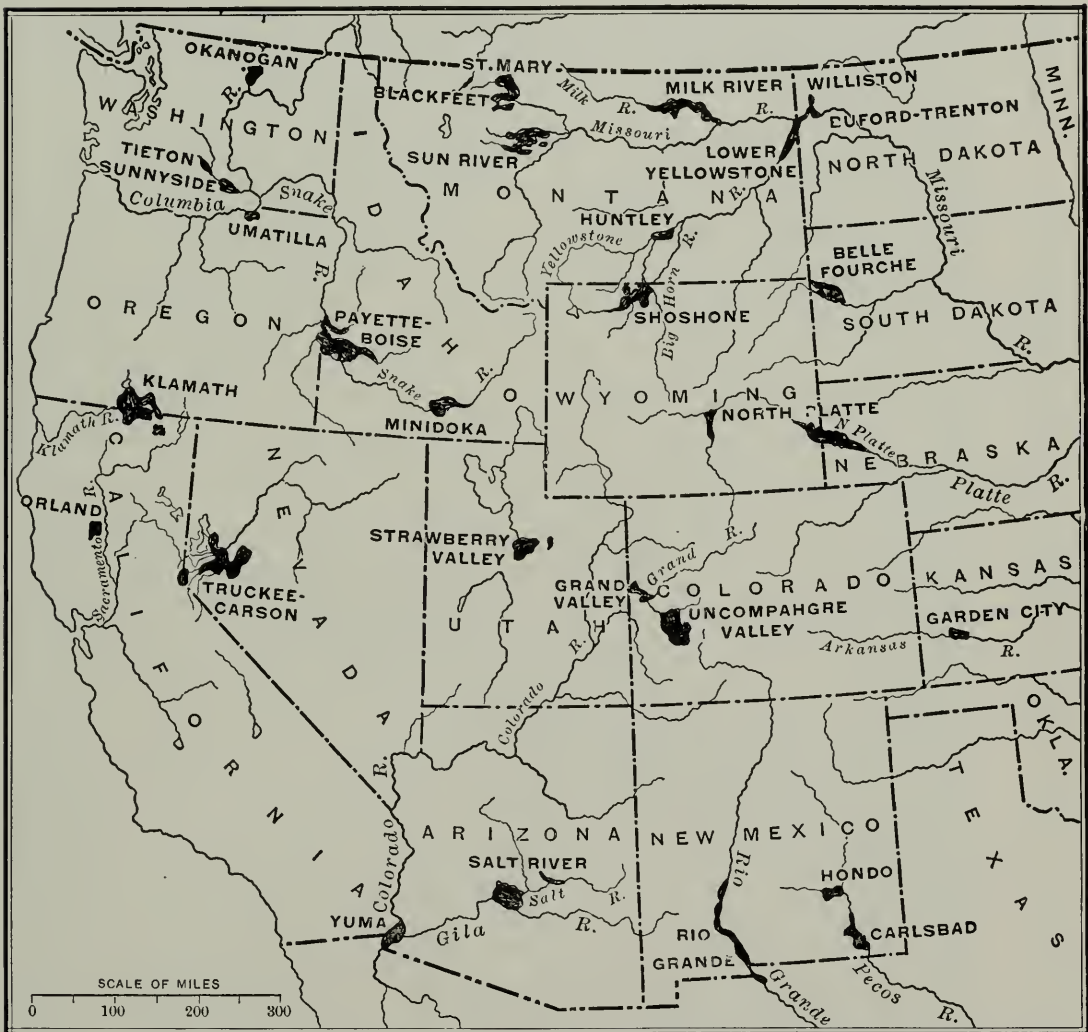 OKANOGAN
ST. MARY
MILK RIVER
WILLISTON
BLACKFEET
Milk R.
R.
MINN.
R.
WASHINGTON
Missouri
BUFORD-TRENTON
SUN RIVER
LOWER
YELLOWSTONE
NORTH DAKOTA
TIETON
SUNNYSIDE
Columbia
Snake
R.
UMATILLA
MONTANA
R.
Missouri
R.
HUNTLEY
Yellowstone
R.
IDAHO
BELLE
FOURCHE
Big Horn
SHOSHONE
OREGON
PAYETTE-
BOISE
SOUTH DAKOTA
R.
Snake
R.
KLAMATH
MINIDOKA
WYOMING
NORTH PLATTE
N Platte
NEBRASKA
Platte
R.
Klamath R.
CALIFORNIA
NEVADA
ORLAND
Sacramento
R.
TRUCKEE-
CARSON
STRAWBERRY
VALLEY
UTAH
GRAND
VALLEY
Grand
R.
COLORADO
UNCOMPAHGRE
VALLEY
KANSAS
GARDEN CITY
Arkansas
R.
Colorado
R.
OKLA.
TEXAS
Colorado
R.
ARIZONA
NEW MEXICO
SALT RIVER
Salt
R.
Rio
HONDO
YUMA
Gila
R.
RIO
GRANDE
CARLSBAD
Grande
Pecos
R.
SCALE OF MILES
0 100 200 300